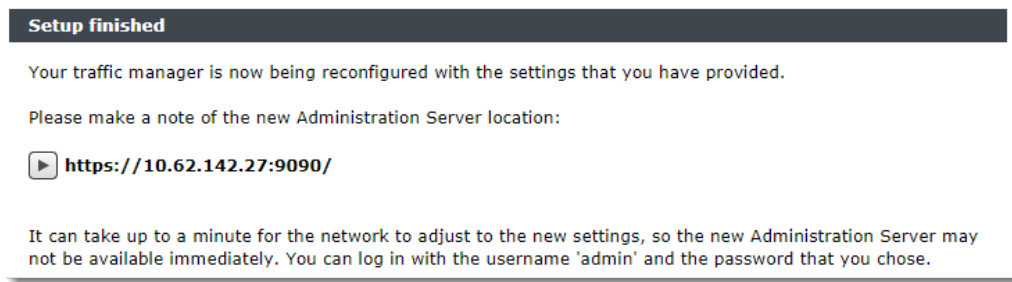 Setup finished
Your traffic manager is now being reconfigured with the settings that you have provided.
Please make a note of the new Administration Server location:
https://10.62.142.27:9090/
It can take up to a minute for the network to adjust to the new settings, so the new Administration Server may
not be available immediately. You can log in with the username 'admin' and the password that you chose.